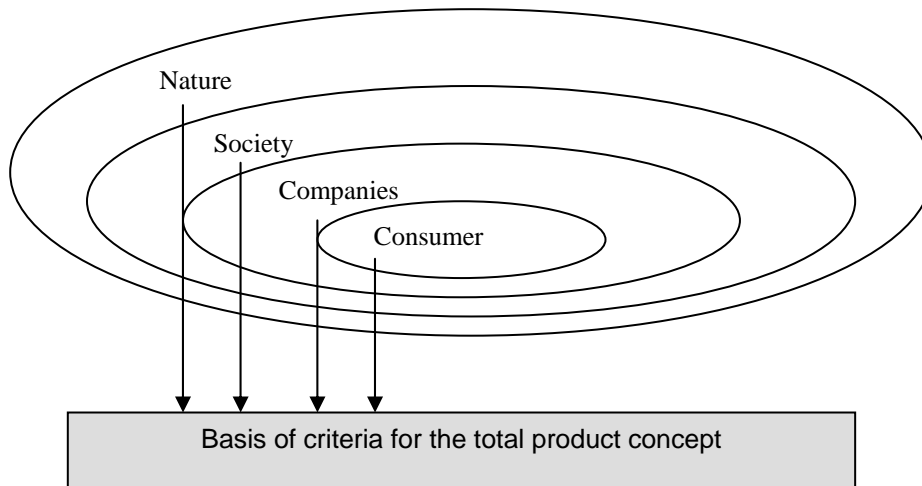 Nature
Society
Companies
Consumer
Basis of criteria for the total product concept